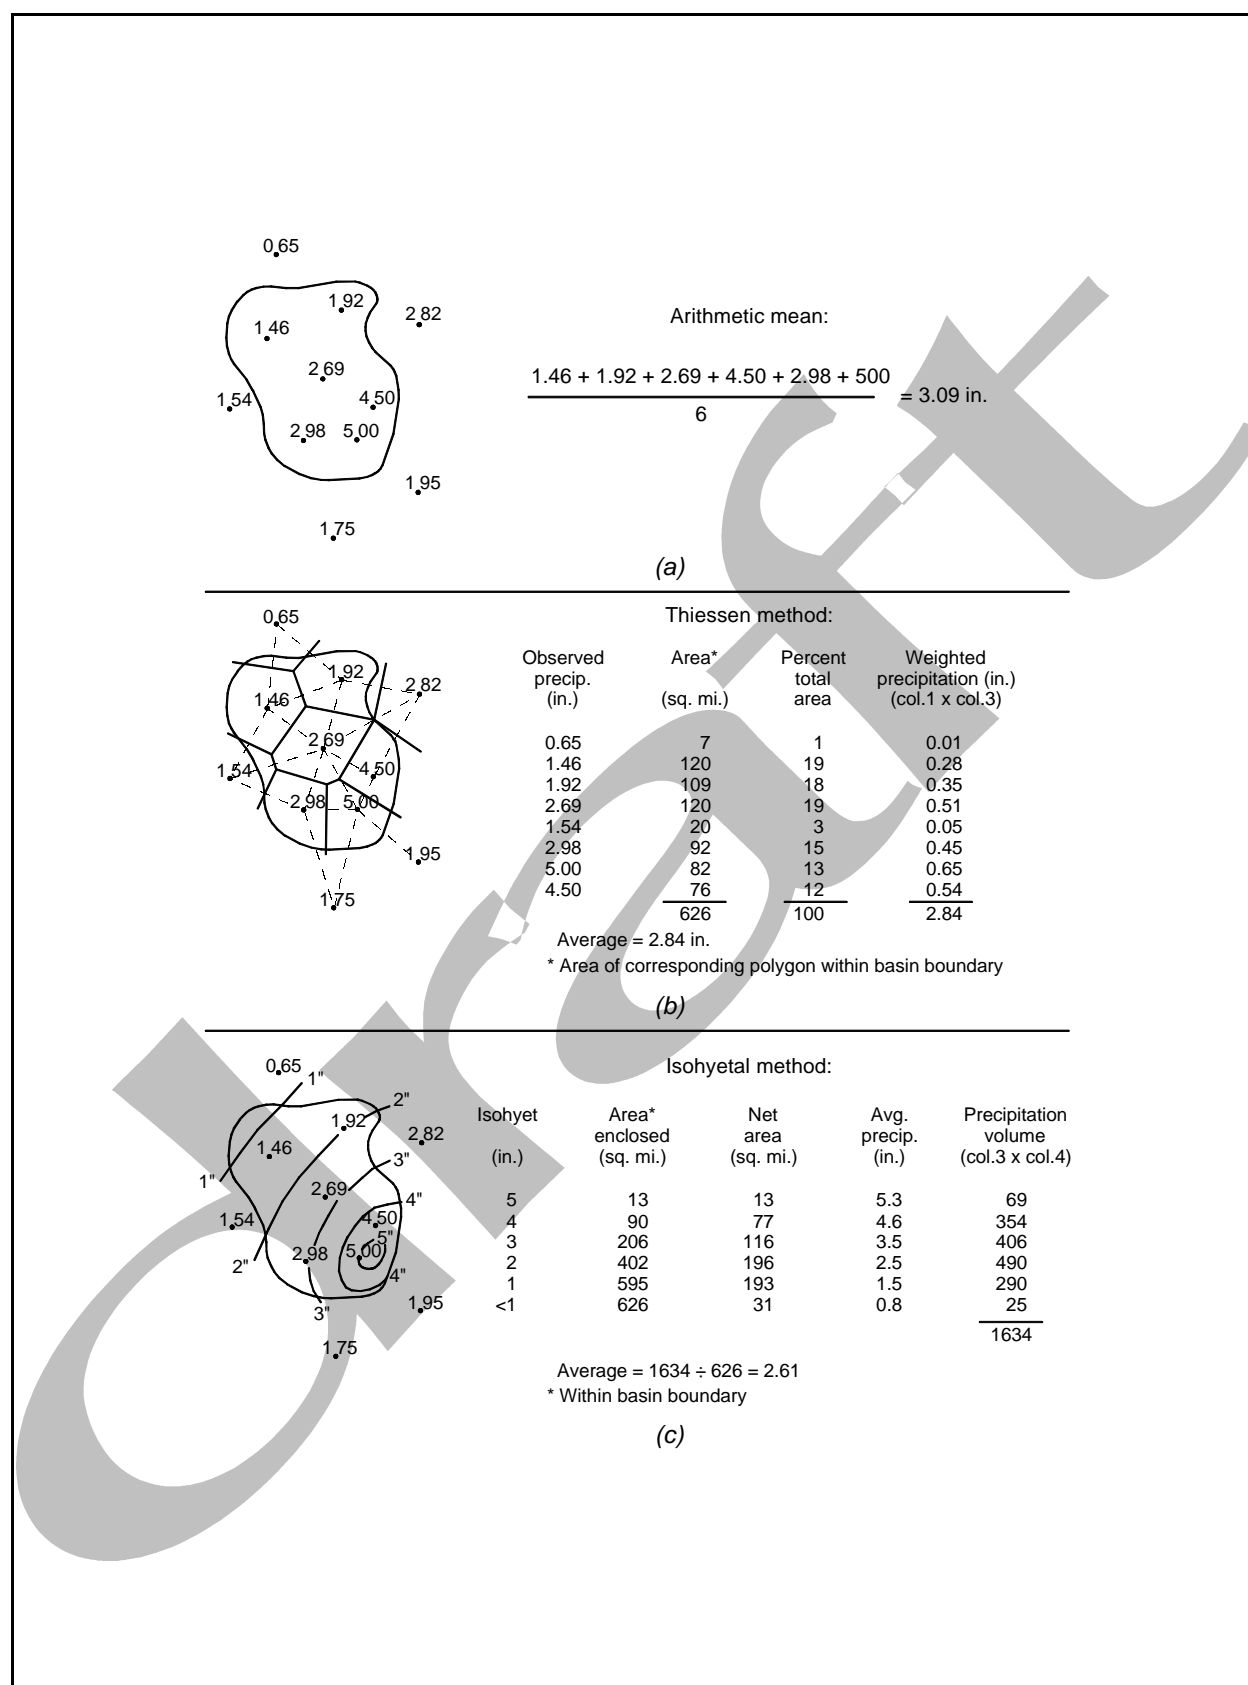 0.65
1.92
2.82
1.46
2.69
1.54
4.50
2.98 5.00
1.95
1.75
Arithmetic mean:
1.46 + 1.92 + 2.69 + 4.50 + 2.98 + 500
6
= 3.09 in.
(a)
0.65
1.92
2.82
1.46
2.69
1.54
4.50
2.98 5.00
1.95
1.75
Thiessen method:
Observed Area* Percent Weighted
precip. total precipitation (in.)
(in.) (sq. mi.) area (col.1 x col.3)
0.65 7 1 0.01
1.46 120 19 0.28
1.92 109 18 0.35
2.69 120 19 0.51
1.54 20 3 0.05
2.98 92 15 0.45
5.00 82 13 0.65
4.50 76 12 0.54
626 100 2.84
Average = 2.84 in.
* Area of corresponding polygon within basin boundary
(b)
0.65
1"
2"
1.92
2.82
1.46
3"
1"
2.69
4"
1.54
4.50
5"
2.98 5.00
2"
4"
3"
1.95
1.75
Isohyetal method:
Isohyet Area* Net Avg. Precipitation
enclosed area precip. volume
(in.) (sq. mi.) (sq. mi.) (in.) (col.3 x col.4)
5 13 13 5.3 69
4 90 77 4.6 354
3 206 116 3.5 406
2 402 196 2.5 490
1 595 193 1.5 290
<1 626 31 0.8 25
1634
Average = 1634 ÷ 626 = 2.61
* Within basin boundary
(c)
draft